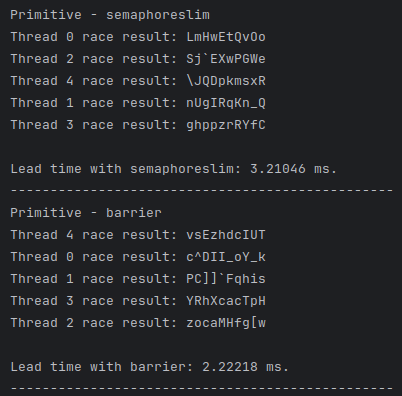 Primitive - semaphoreslim
Thread 0 race result: LmHwEtQvOo
Thread 2 race result: Sj`EXwPGWe
Thread 4 race result: \JQDpkmsxR
Thread 1 race result: nUgIRqKn_Q
Thread 3 race result: ghppzrRYfC
Lead time with semaphoreslim: 3.21046 ms.
------------------------------------------------
Primitive - barrier
Thread 4 race result: vsEzhdcIUT
Thread 0 race result: c^DII_oY_k
Thread 1 race result: PC]]`Fqhis
Thread 3 race result: YRhXcacTpH
Thread 2 race result: zocaMHfg[w
Lead time with barrier: 2.22218 ms.
------------------------------------------------